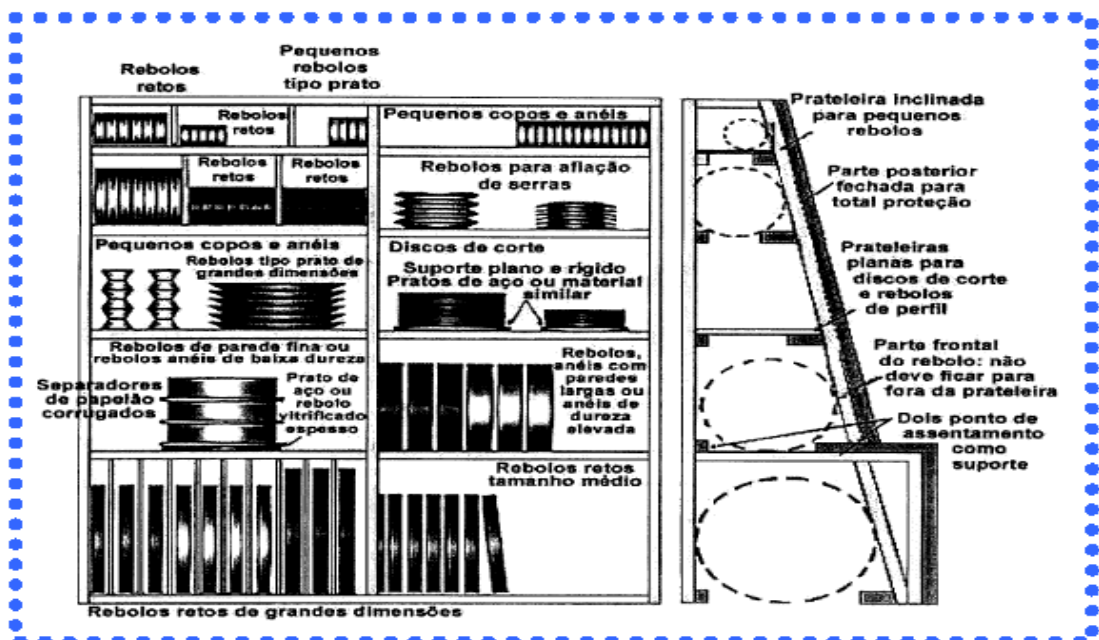 Rebolos
retos
Pequenos
rebolos
tipo prato
Rebolos
retos
Pequenos copos e anéis
Rebolos
retos
Rebolos
retos
Rebolos para aflação
de serras
Pequenos copos e anéis
Rebolos tipo prato de
grandes dimensões
Discos de corte
Suporte plano e rígido
Pratos de aço ou material
similar
Rebolos de parede fina ou
rebolos anéis de baixa dureza
Separadores
de papelão
corrugados
Prato de
aço ou
rebolo
vitrificado
espesso
Rebolos,
anéis com
paredes
largas ou
anéis de
dureza
elevada
Rebolos retos
tamanho médio
Rebolos retos de grandes dimensões
Prateleira inclinada
para pequenos
rebolos
Parte posterior
fechada para
total proteção
Prateleiras
planas para
discos de corte
e rebolos
de perfil
Parte frontal
do rebolo: não
deve ficar para
fora da prateleira
Dois ponto de
assentamento
como
suporte